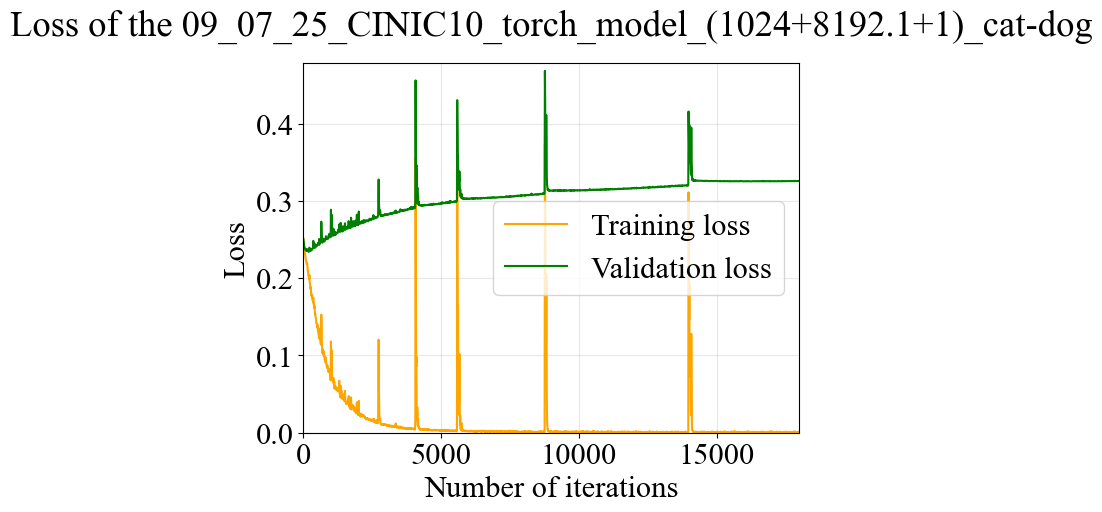 Loss of the 09_07_25_CINIC10_torch_model_(1024+8192.1+1)_cat-dog
0.4
0.3
0.2
0.1
0.0
Loss
Training loss
Validation loss
0 5000 10000 15000
Number of iterations